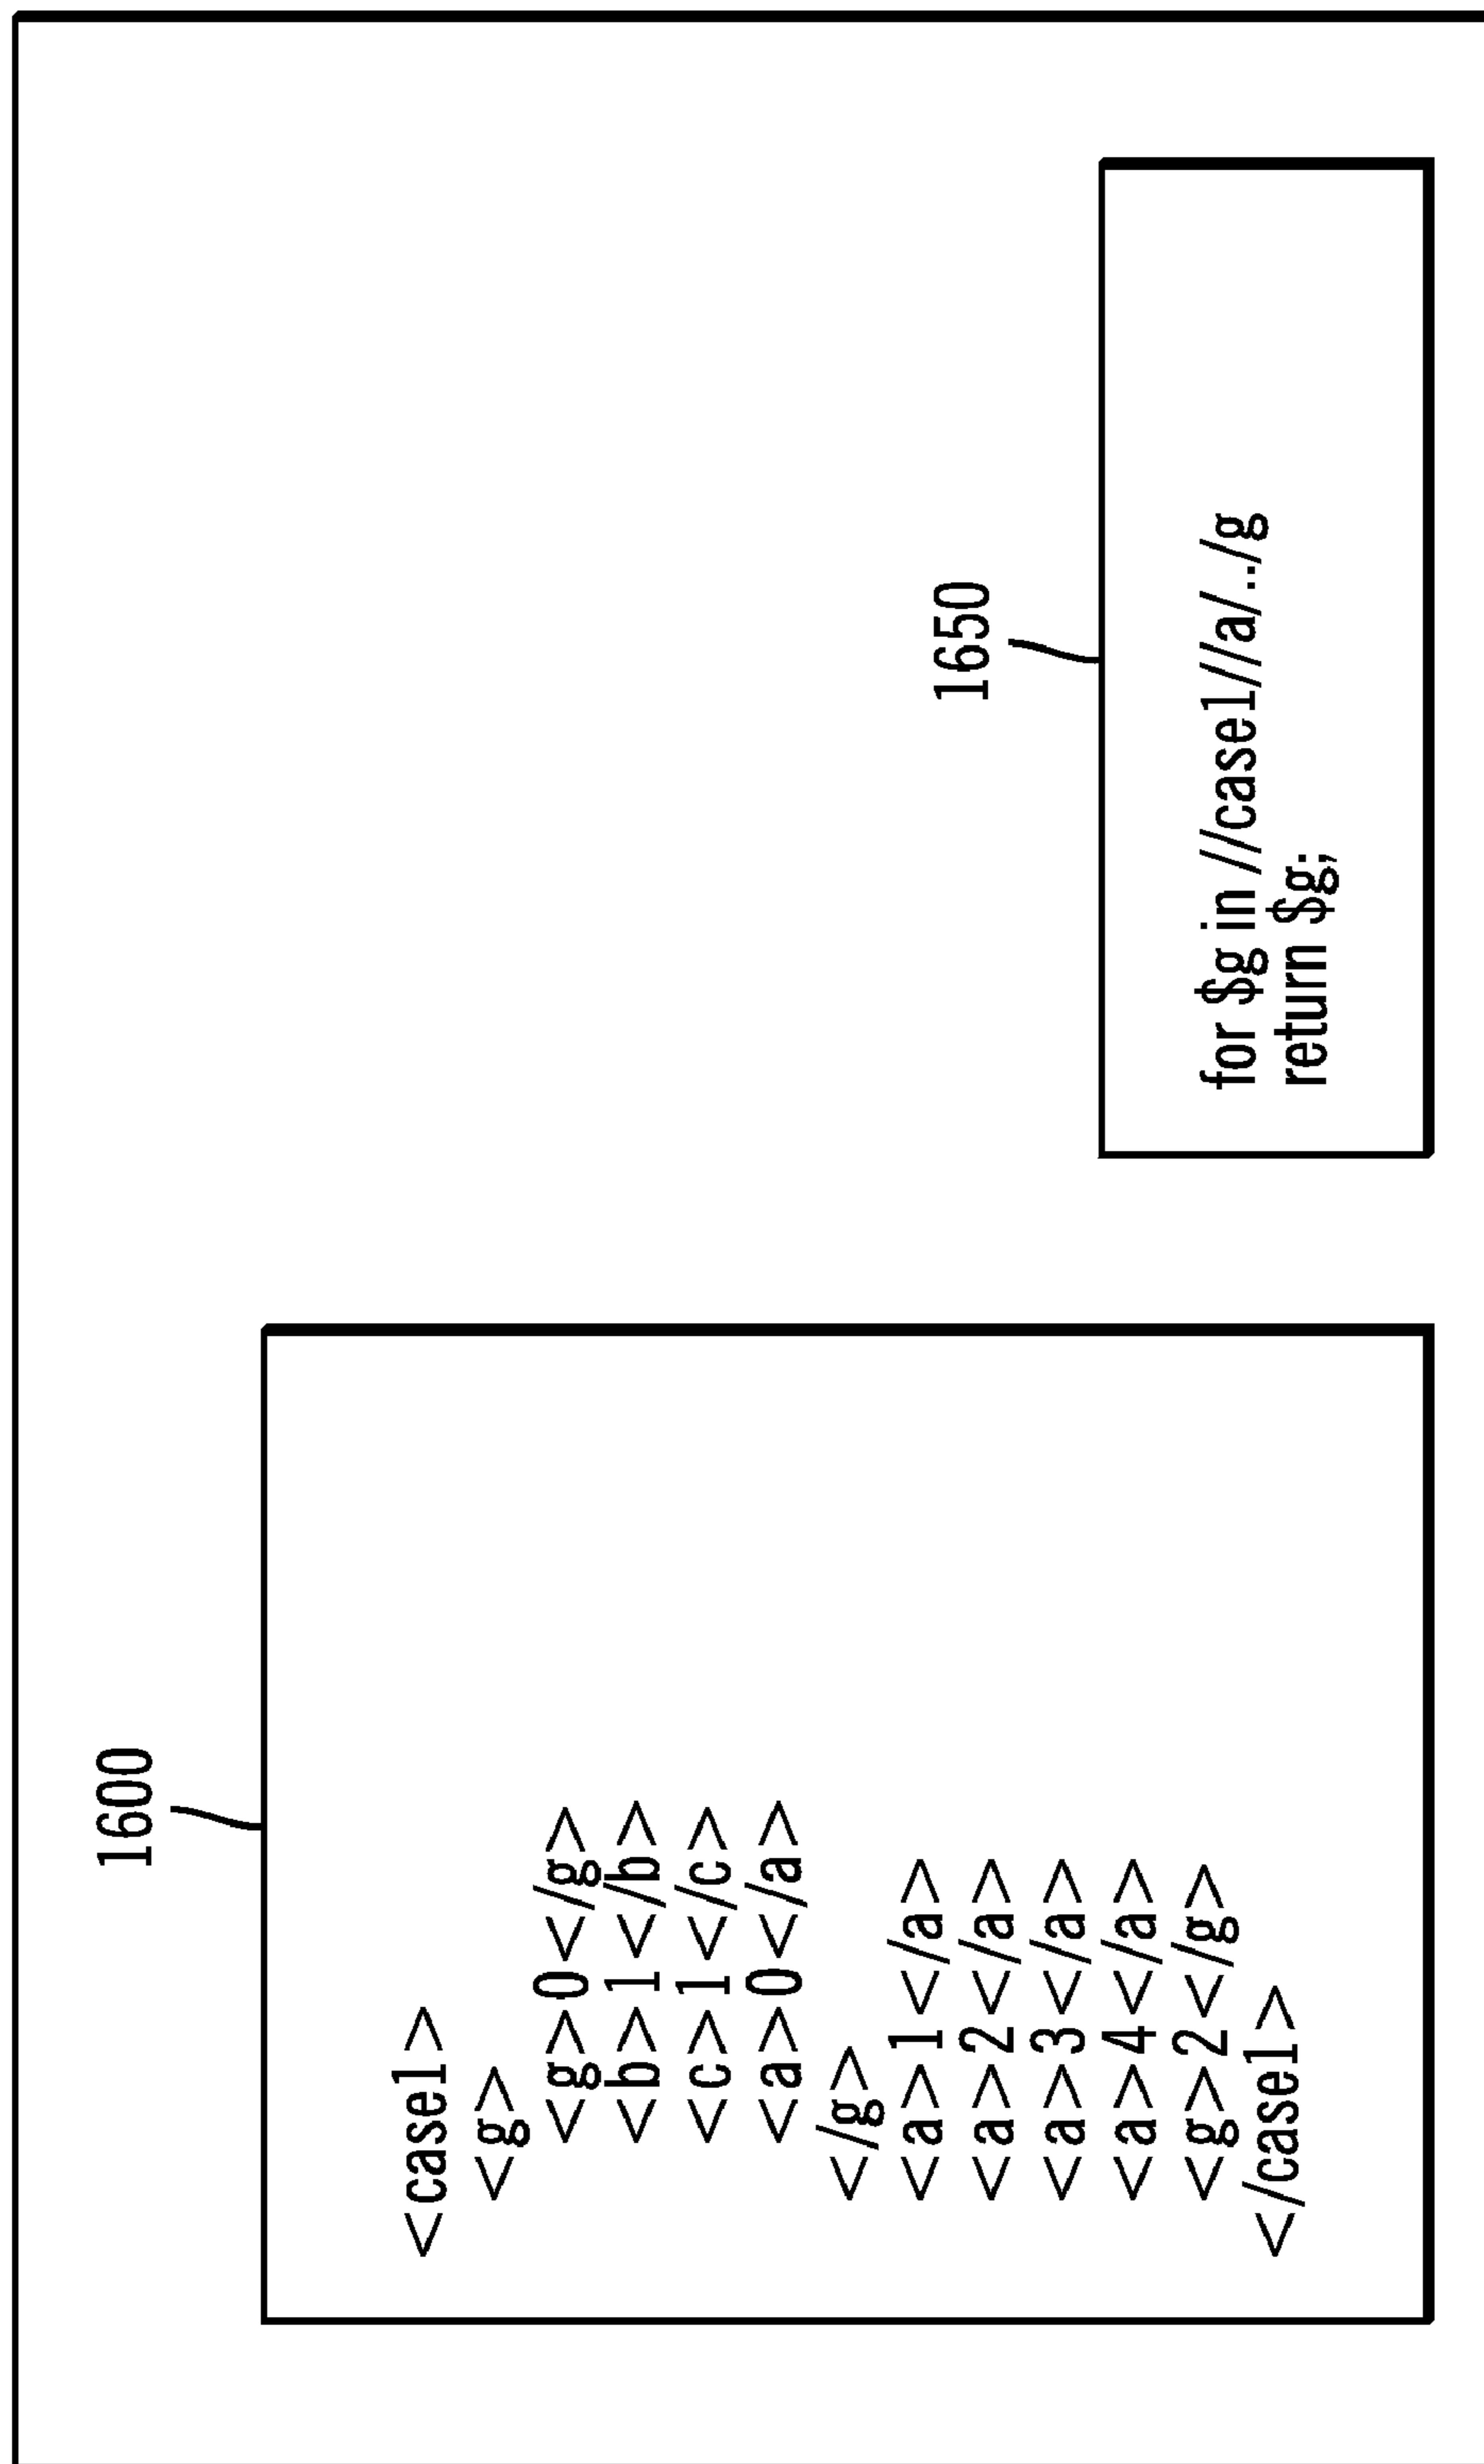 1600
<case1>
<g>
<g>0</g>
<b>1</b>
<c>1</c>
<a>0</a>
</g>
<a>1</a>
<a>2</a>
<a>3</a>
<a>4</a>
<g>2</g>
</case1>
1650
for $g in //case1//a/../g
return $g;